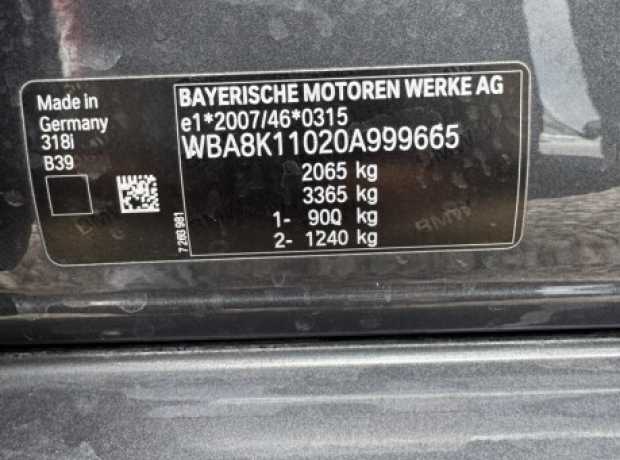 Made in
Germany
318i
B39
7 263 981
BAYERISCHE MOTOREN WERKE AG
e1*2007/46*0315
WBA8K11020A999665
2065 kg
3365 kg
1- 900 kg
2- 1240 kg